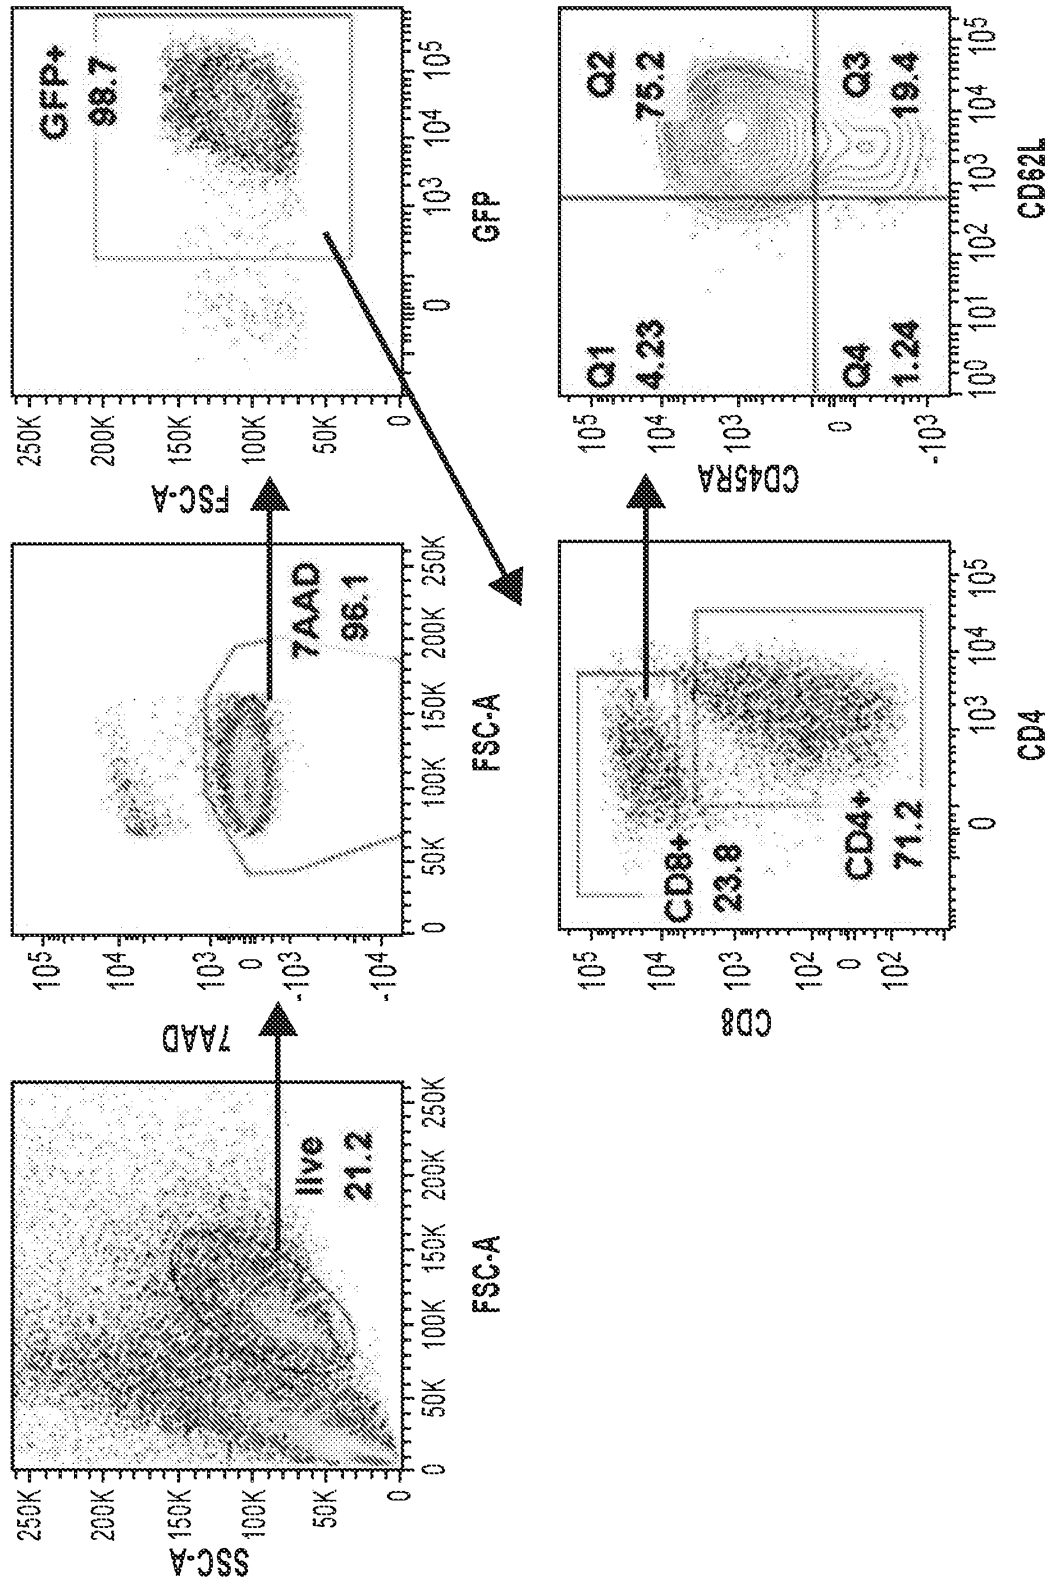 250K
200K
150K
100K
50K
0
SSC-A
live
21.2
0 50K 100K 150K 200K 250K
FSC-A
10⁵
10⁴
10³
0
-10³
-10⁴
7AAD
7AAD
96.1
0 50K 100K 150K 200K 250K
FSC-A
250K
200K
150K
100K
50K
0
FSC-A
GFP+
98.7
0 10³ 10⁴ 10⁵
GFP
10⁵
10⁴
10³
10²
0
10²
CD8
CD8+
23.8
CD4+
71.2
0 10³ 10⁴ 10⁵
CD4
10⁵
10⁴
10³
0
-10³
CD45RA
Q1
4.23
Q2
75.2
Q4
1.24
Q3
19.4
10⁰ 10¹ 10² 10³ 10⁴ 10⁵
CD62L